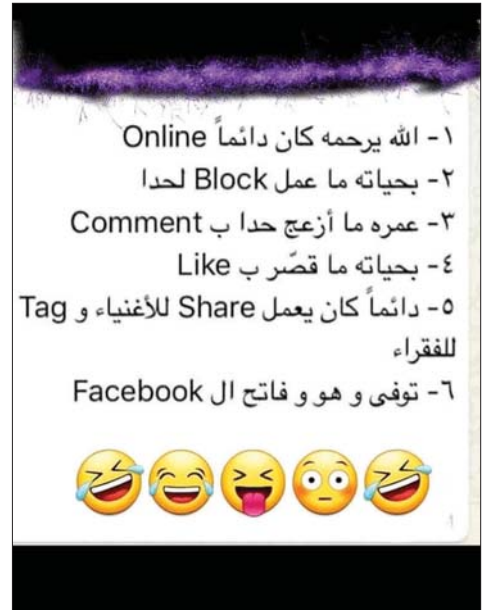 ١- الله يرحمه كان دائماً Online
٢- بحياته ما عمل Block لحدا
٣- عمره ما أزعج حدا ب Comment
٤- بحياته ما قصّر ب Like
٥- دائماً كان يعمل Share للأغنياء و Tag
للفقراء
٦- توفى و هو و فاتح ال Facebook